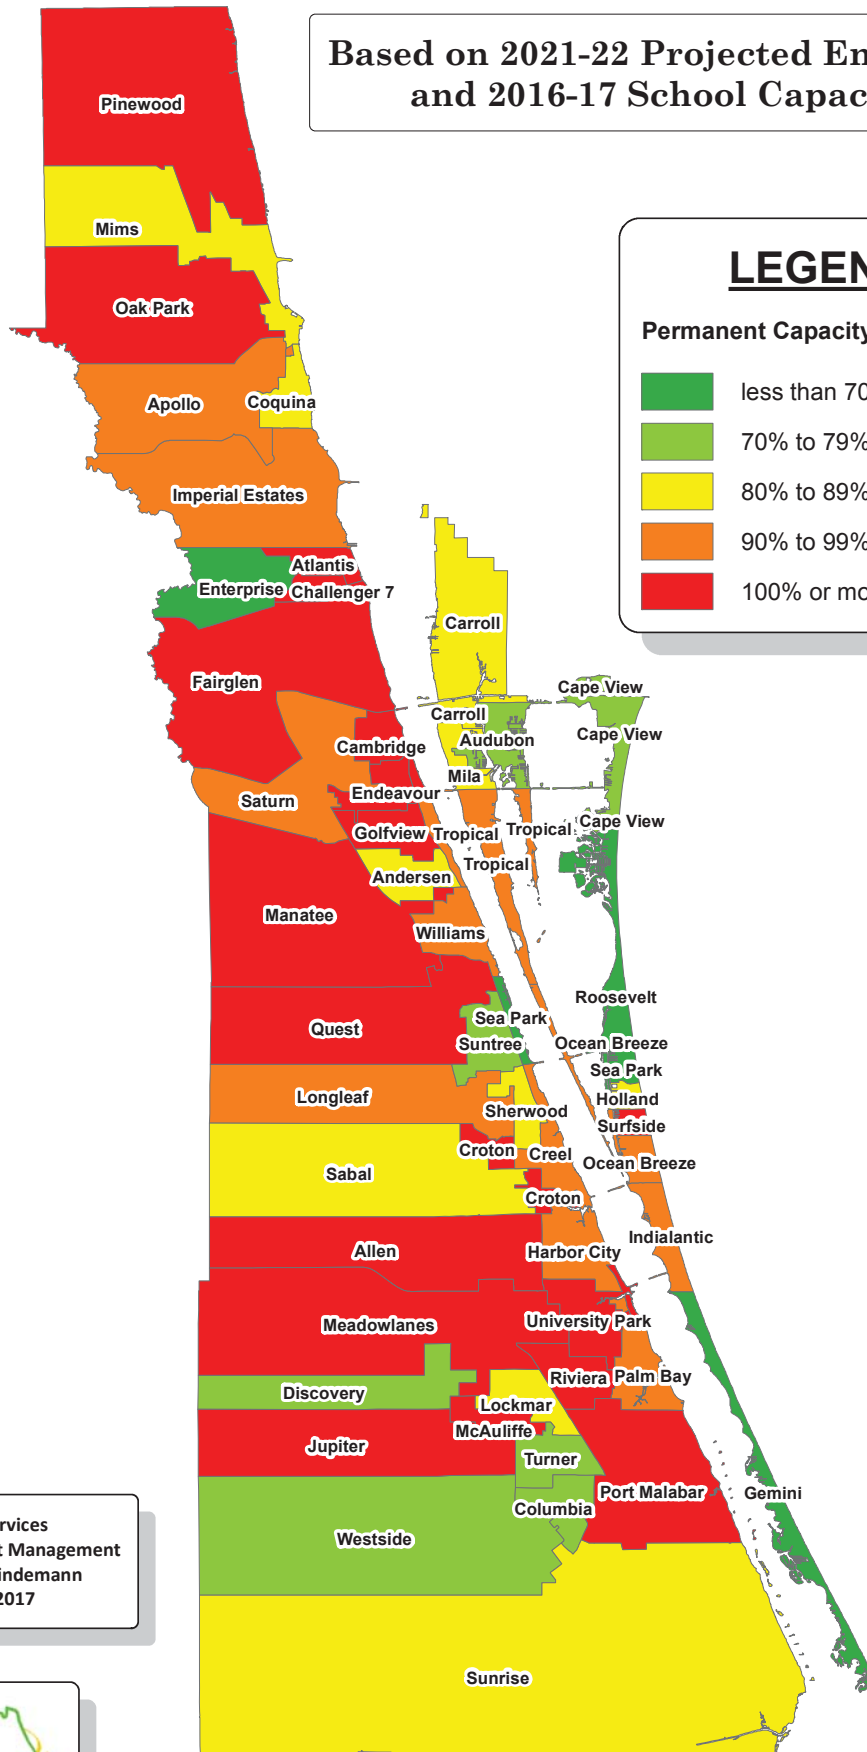 Based on 2021-22 Projected En
and 2016-17 School Capac
Pinewood
Mims
LEGEN
Oak Park
Permanent Capacity
less than 70
Apollo
Coquina
70% to 79%
Imperial Estates
80% to 89%
90% to 99%
Atlantis
Enterprise
Challenger 7
100% or mo
Carroll
Fairglen
Cape View
Carroll
Cape View
Audubon
Cambridge
Mila
Endeavour
Saturn
Cape View
Golfview
Tropical
Tropical
Tropical
Andersen
Manatee
Williams
Roosevelt
Sea Park
Quest
Suntree
Ocean Breeze
Sea Park
Longleaf
Holland
Sherwood
Surfside
Croton
Creel
Ocean Breeze
Sabal
Croton
Indialantic
Allen
Harbor City
Meadowlanes
University Park
Riviera
Palm Bay
Discovery
Lockmar
McAuliffe
Jupiter
Turner
Port Malabar
Gemini
Columbia
Westside
rvices
t Management
indemann
2017
Sunrise